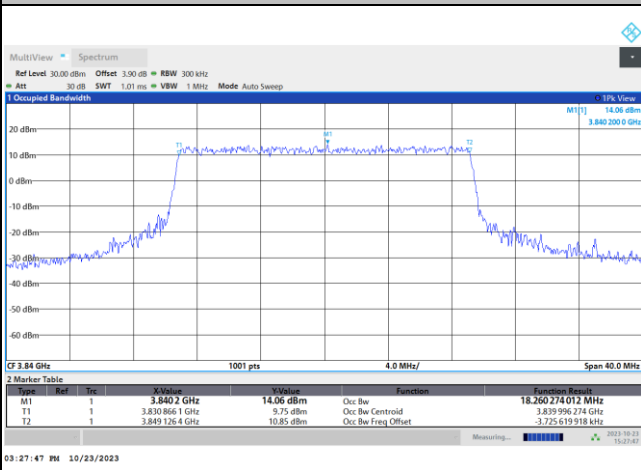 MultiView Spectrum
Ref Level 30.00 dBm Offset 3.90 dB RBW 300 kHz
Att 30 dB SWT 1.01 ms VBW 1 MHz Mode Auto Sweep
1 Occupied Bandwidth 1Pk View
M1[1] 14.06 dBm
3.840 200 0 GHz
M1
20 dBm
T1 T2
10 dBm
0 dBm
-10 dBm
-20 dBm
-30 dBm
-40 dBm
-50 dBm
-60 dBm
CF 3.84 GHz 1001 pts 4.0 MHz/ Span 40.0 MHz
2 Marker Table
Type Ref Trc X-Value Y-Value Function Function Result
M1 1 3.840 2 GHz 14.06 dBm Occ Bw 18.260 274 012 MHz
T1 1 3.830 866 1 GHz 9.75 dBm Occ Bw Centroid 3.839 996 274 GHz
T2 1 3.849 126 4 GHz 10.85 dBm Occ Bw Freq Offset -3.725 619 918 kHz
Measuring... 2023-10-23
15:27:47
03:27:47 PM 10/23/2023